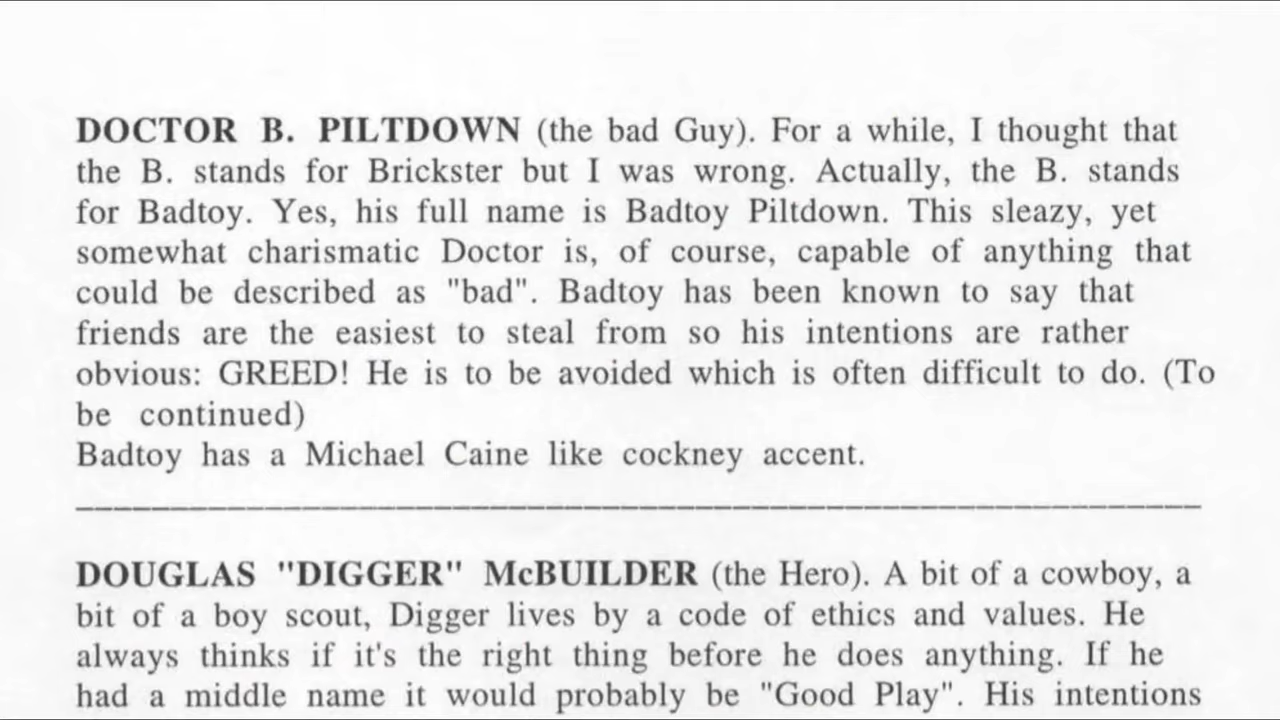 DOCTOR B. PILTDOWN (the bad Guy). For a while, I thought that
the B. stands for Brickster but I was wrong. Actually, the B. stands
for Badtoy. Yes, his full name is Badtoy Piltdown. This sleazy, yet
somewhat charismatic Doctor is, of course, capable of anything that
could be described as "bad". Badtoy has been known to say that
friends are the easiest to steal from so his intentions are rather
obvious: GREED! He is to be avoided which is often difficult to do. (To
be continued)
Badtoy has a Michael Caine like cockney accent.
DOUGLAS "DIGGER" McBUILDER (the Hero). A bit of a cowboy, a
bit of a boy scout, Digger lives by a code of ethics and values. He
always thinks if it's the right thing before he does anything. If he
had a middle name it would probably be "Good Play". His intentions